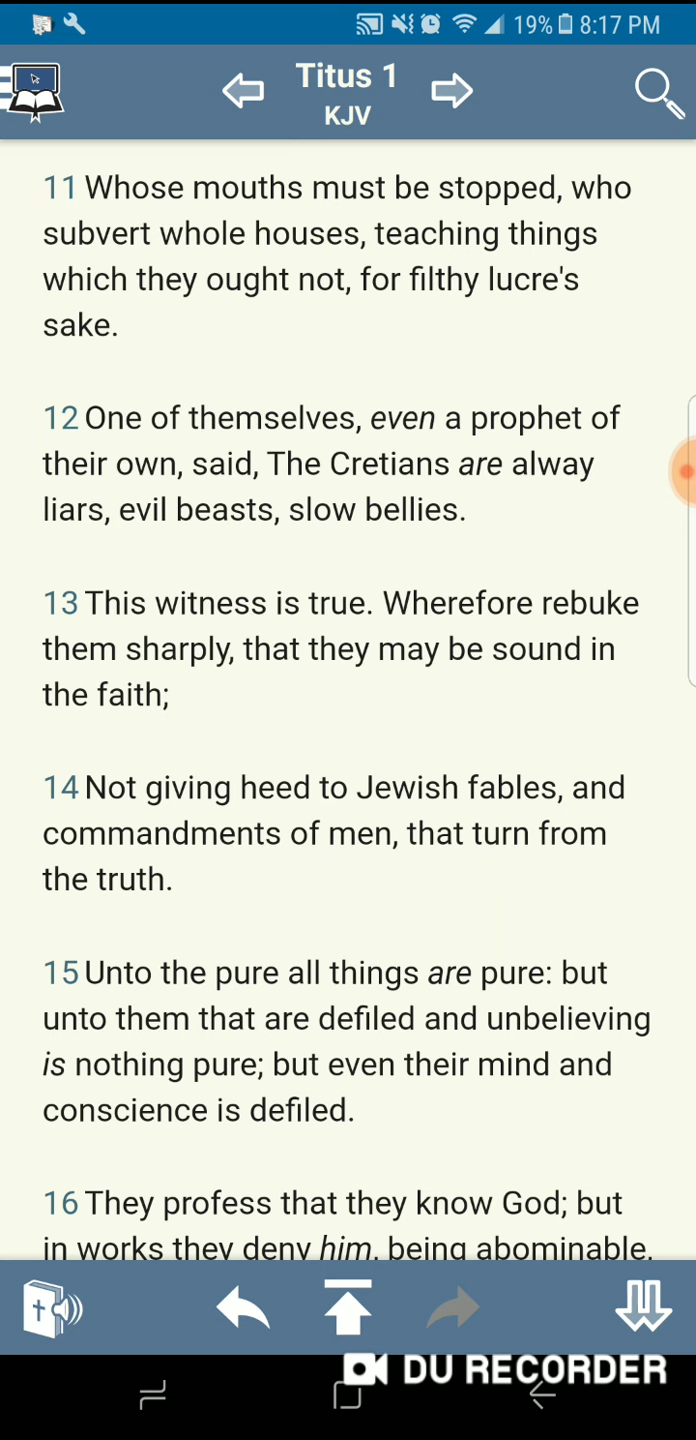 19% 8:17 PM
Titus 1
KJV
11 Whose mouths must be stopped, who
subvert whole houses, teaching things
which they ought not, for filthy lucre's
sake.
12 One of themselves, even a prophet of
their own, said, The Cretians are alway
liars, evil beasts, slow bellies.
13 This witness is true. Wherefore rebuke
them sharply, that they may be sound in
the faith;
14 Not giving heed to Jewish fables, and
commandments of men, that turn from
the truth.
15 Unto the pure all things are pure: but
unto them that are defiled and unbelieving
is nothing pure; but even their mind and
conscience is defiled.
16 They profess that they know God; but
in works they deny him, being abominable,
DU RECORDER